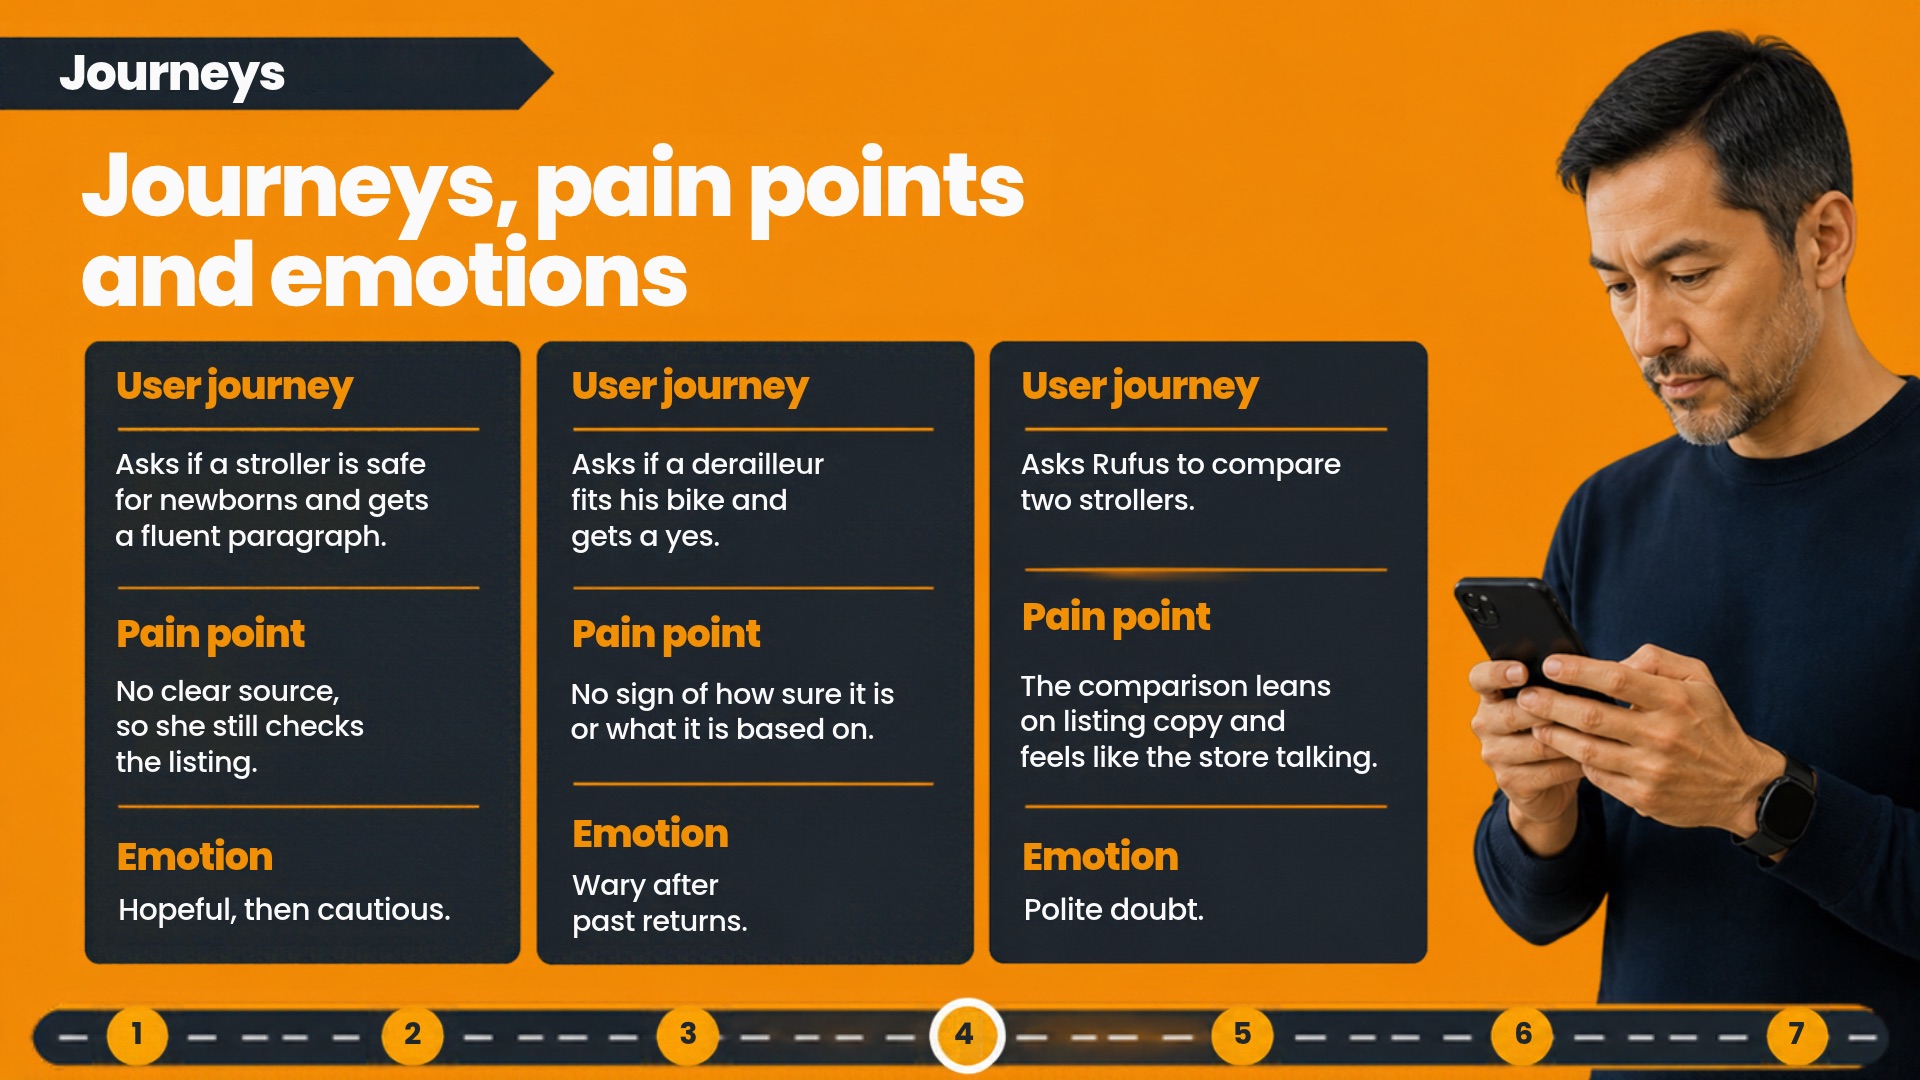 Journeys
Journeys, pain points
and emotions
User journey
Asks if a stroller is safe
for newborns and gets
a fluent paragraph.
Pain point
No clear source,
so she still checks
the listing.
Emotion
Hopeful, then cautious.
User journey
Asks if a derailleur
fits his bike and
gets a yes.
Pain point
No sign of how sure it is
or what it is based on.
Emotion
Wary after
past returns.
User journey
Asks Rufus to compare
two strollers.
Pain point
The comparison leans
on listing copy and
feels like the store talking.
Emotion
Polite doubt.
1 2 3 4 5 6 7